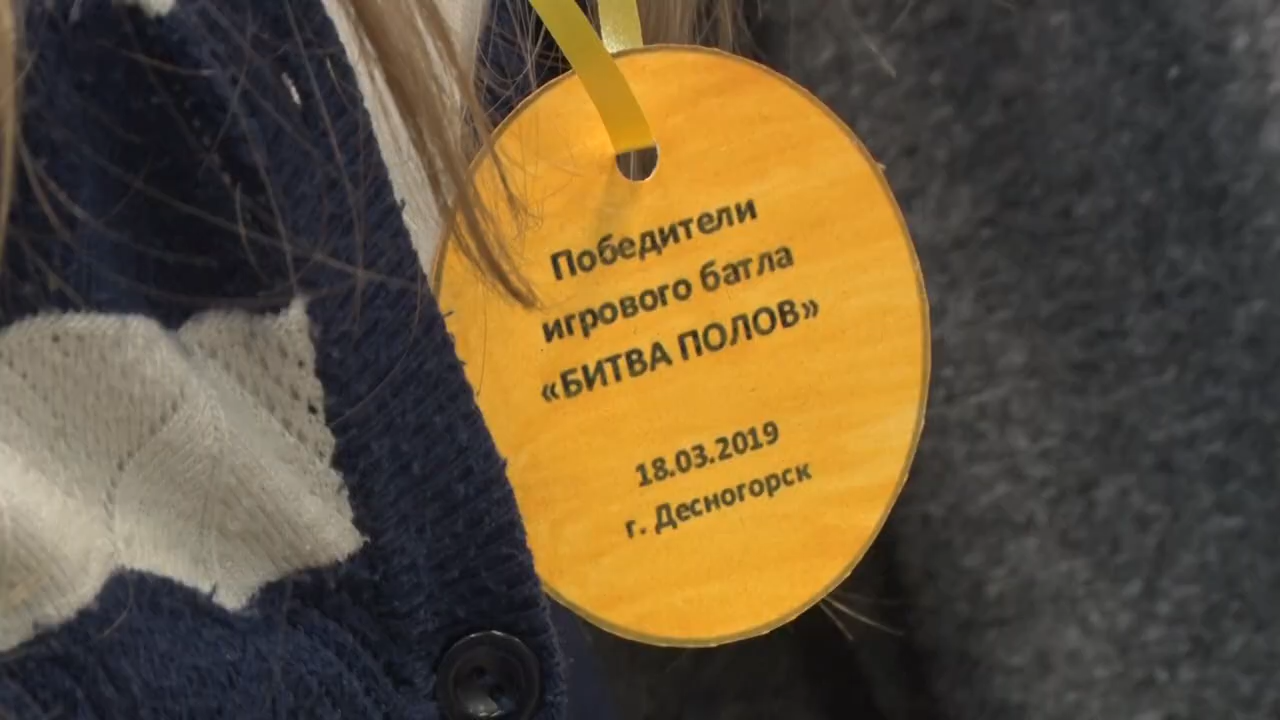 Победители
игрового батла
«БИТВА ПОЛОВ»
18.03.2019
г. Десногорск